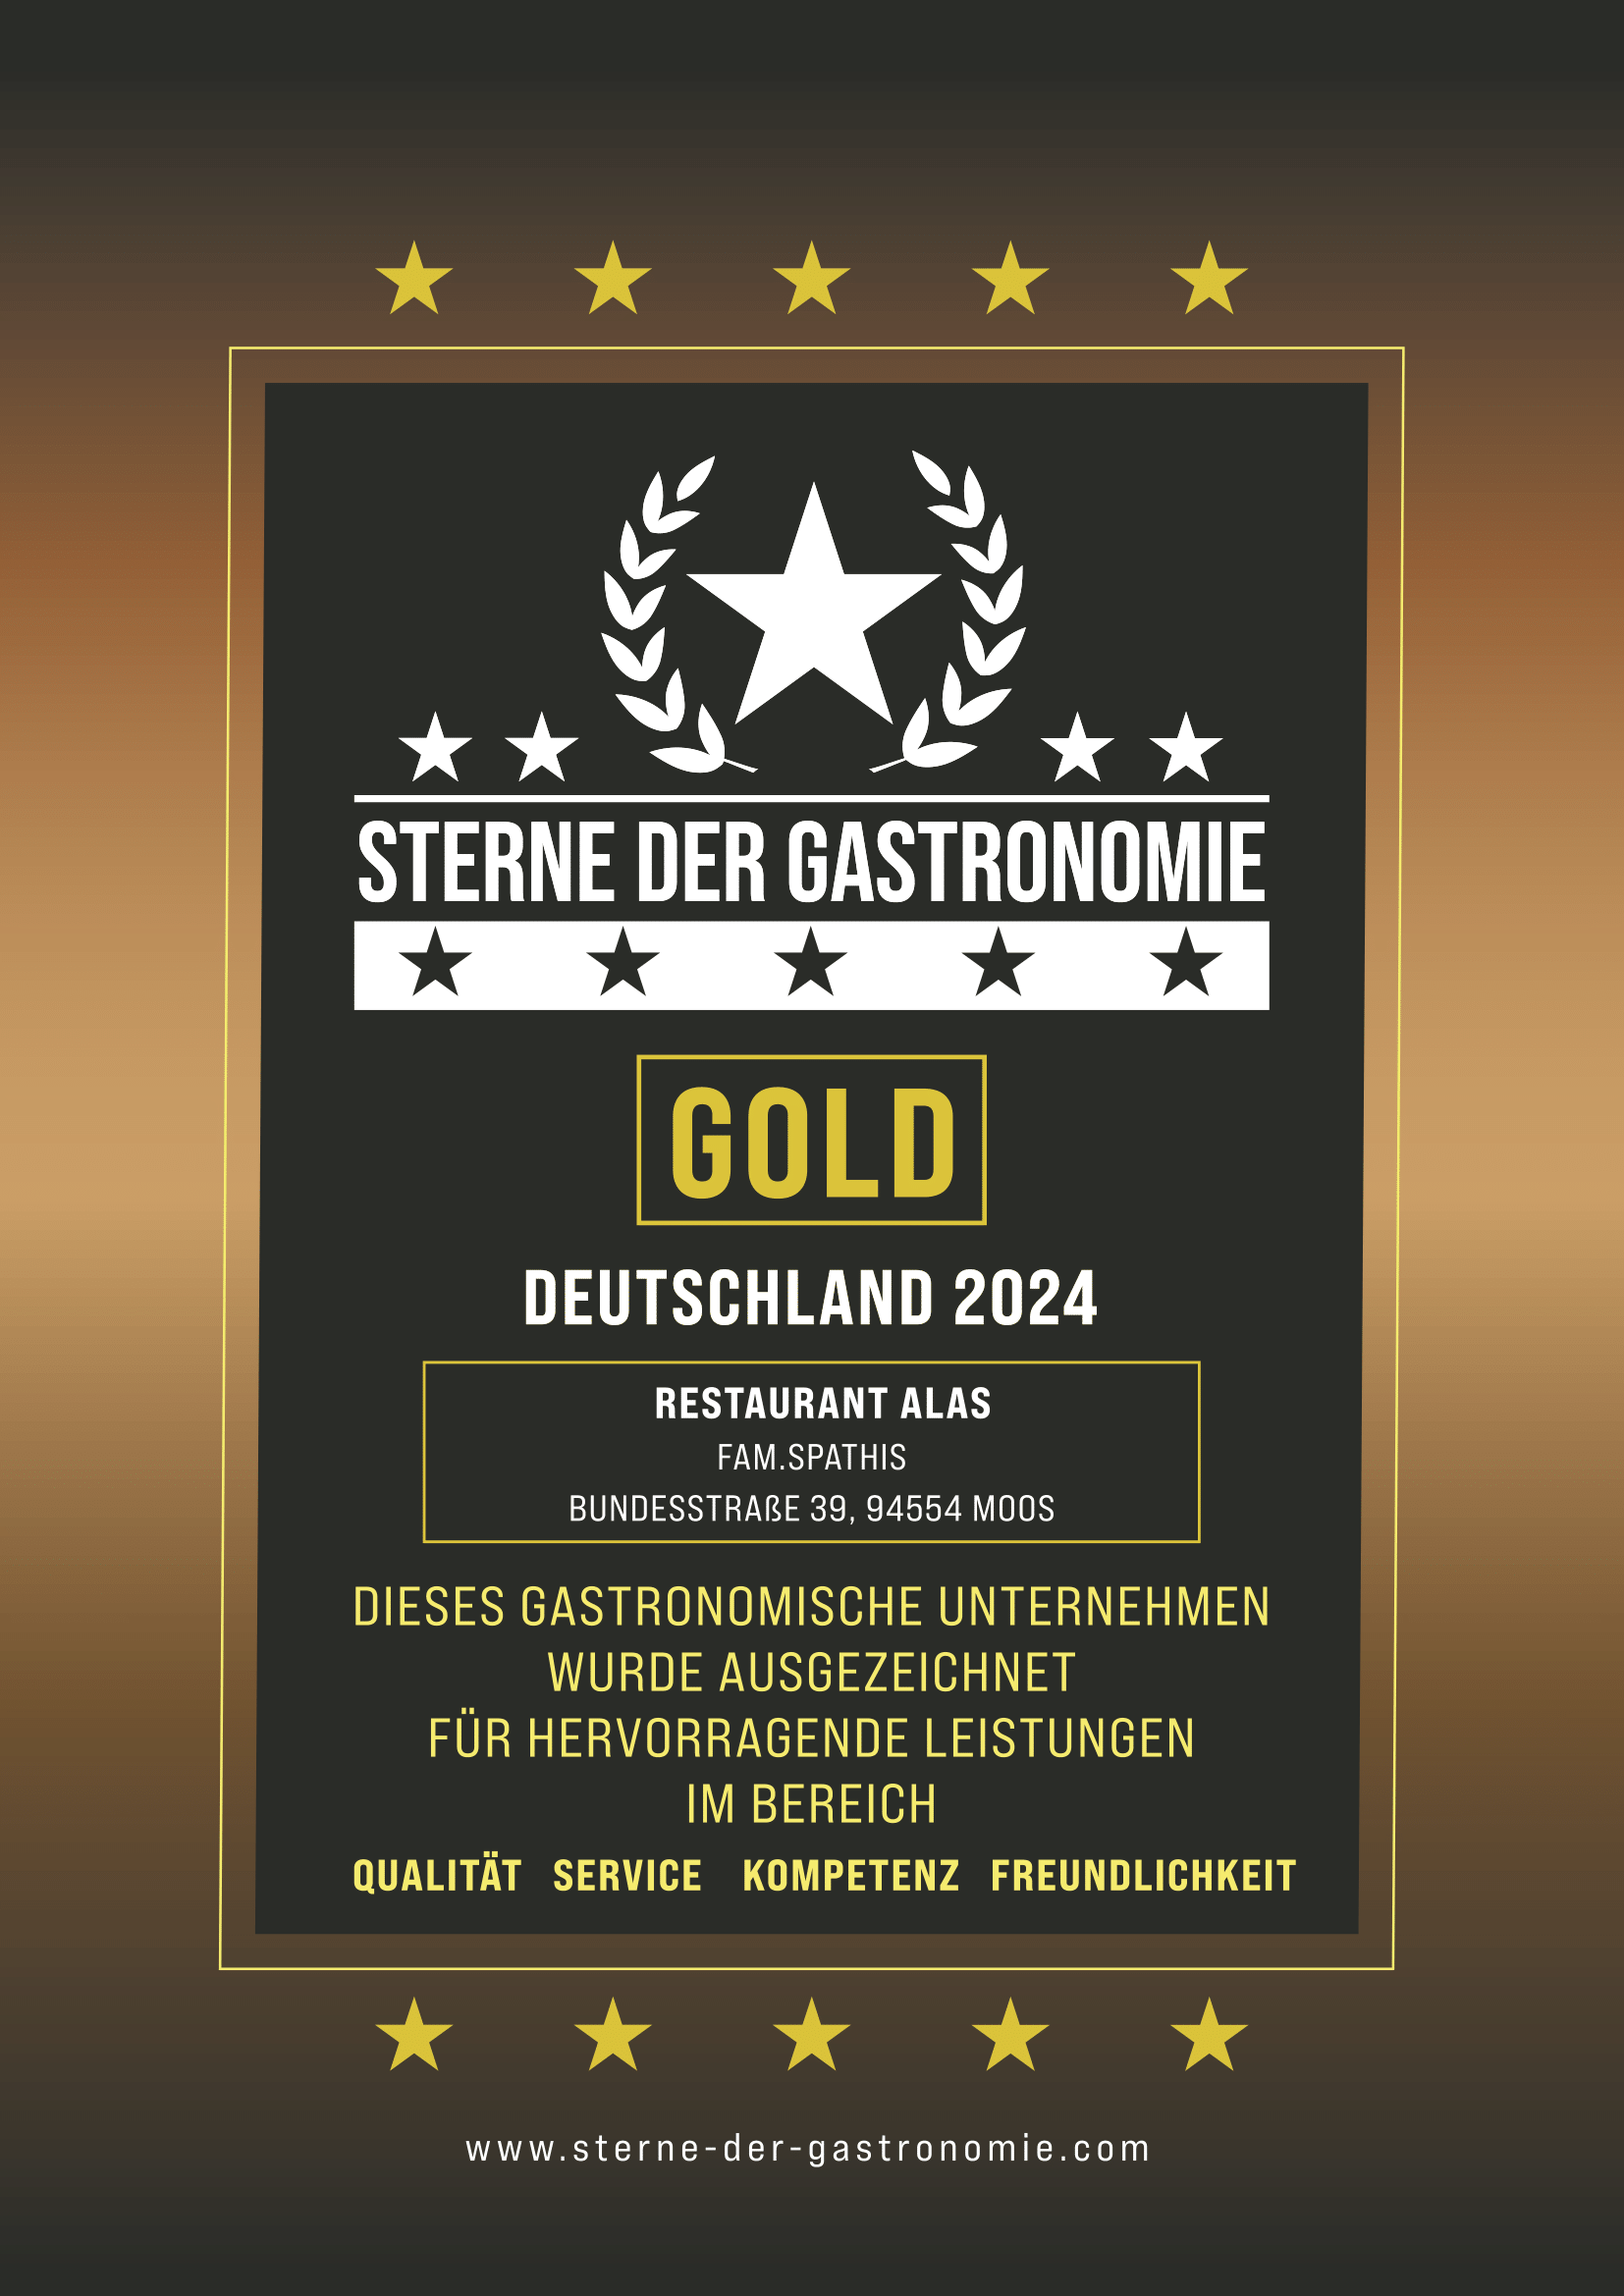 STERNE DER GASTRONOMIE
GOLD
DEUTSCHLAND 2024
RESTAURANT ALAS
FAM.SPATHIS
BUNDESSTRAßE 39, 94554 MOOS
DIESES GASTRONOMISCHE UNTERNEHMEN
WURDE AUSGEZEICHNET
FÜR HERVORRAGENDE LEISTUNGEN
IM BEREICH
QUALITÄT SERVICE KOMPETENZ FREUNDLICHKEIT
www.sterne-der-gastronomie.com